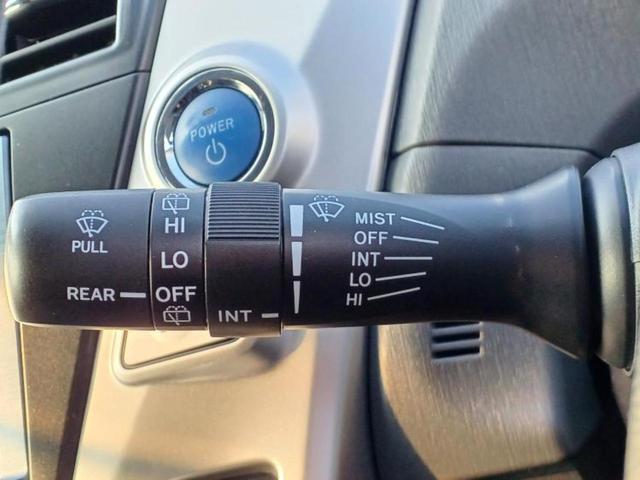 POWER
PULL
REAR
HI
LO
OFF
INT
MIST
OFF
INT
LO
HI